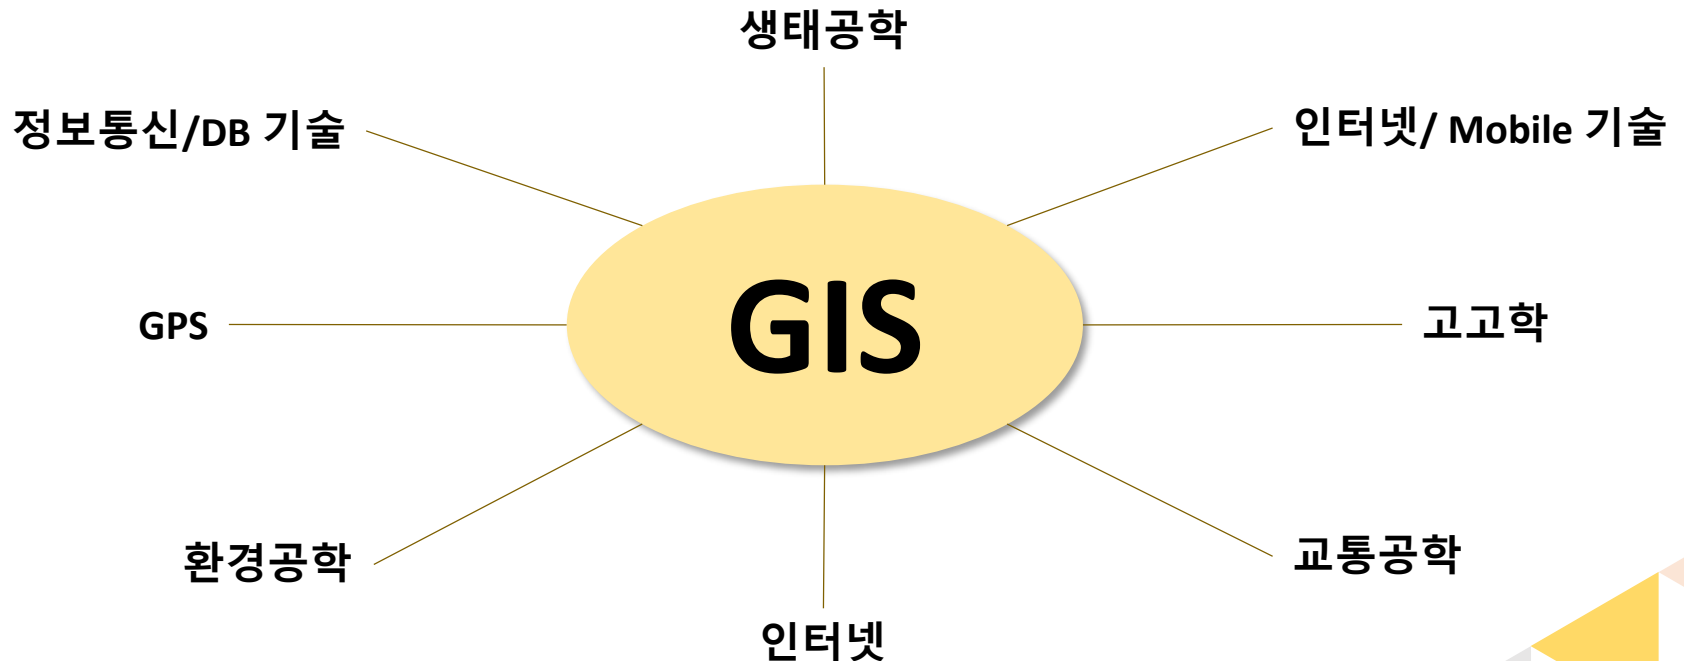 생태공학
정보통신/DB 기술
인터넷/ Mobile 기술
GPS
GIS
고고학
환경공학
교통공학
인터넷